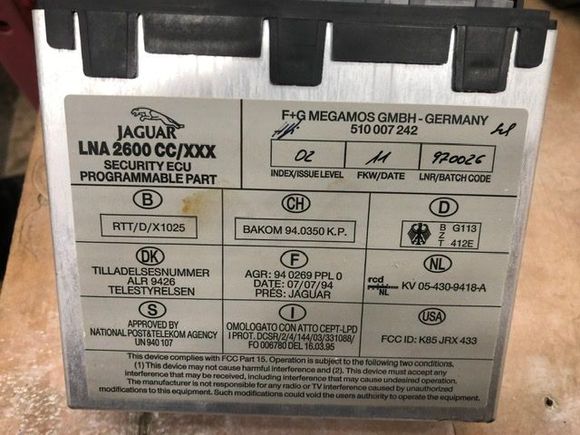 JAGUAR
LNA 2600 CC/XXX
SECURITY ECU
PROGRAMMABLE PART
F+G MEGAMOS GMBH - GERMANY
510 007 242
02
11
970026
INDEX/ISSUE LEVEL
FKW/DATE
LNR/BATCH CODE
B
RTT/D/X1025
CH
BAKOM 94.0350 K.P.
D
B
Z
T
G113
412E
DK
TILLADELSESNUMMER
ALR 9426
TELESTYRELSEN
F
AGR: 94 0269 PPL 0
DATE: 07/07/94
PRES: JAGUAR
NL
rcd
NL
KV 05-430-9418-A
S
APPROVED BY
NATIONAL POST&TELEKOM AGENCY
UN 940 107
I
OMOLOGATO CON ATTO CEPT-LPD
I PROT. DCSR/2/4/144/03/331088/
FO 006780 DEL 16.03.95
USA
FCC ID: K85 JRX 433
This device complies with FCC Part 15. Operation is subject to the following two conditions.
(1) This device may not cause harmful interference and (2). This device must accept any
interference that may be received, including interference that may cause undesired operation.
The manufacturer is not responsible for any radio or TV interference caused by unauthorized
modifications to this equipment. Such modifications could void the user's authority to operate the equipment.